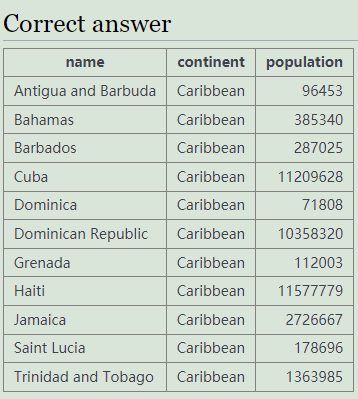 Correct answer
name continent population
Antigua and Barbuda Caribbean 96453
Bahamas Caribbean 385340
Barbados Caribbean 287025
Cuba Caribbean 11209628
Dominica Caribbean 71808
Dominican Republic Caribbean 10358320
Grenada Caribbean 112003
Haiti Caribbean 11577779
Jamaica Caribbean 2726667
Saint Lucia Caribbean 178696
Trinidad and Tobago Caribbean 1363985